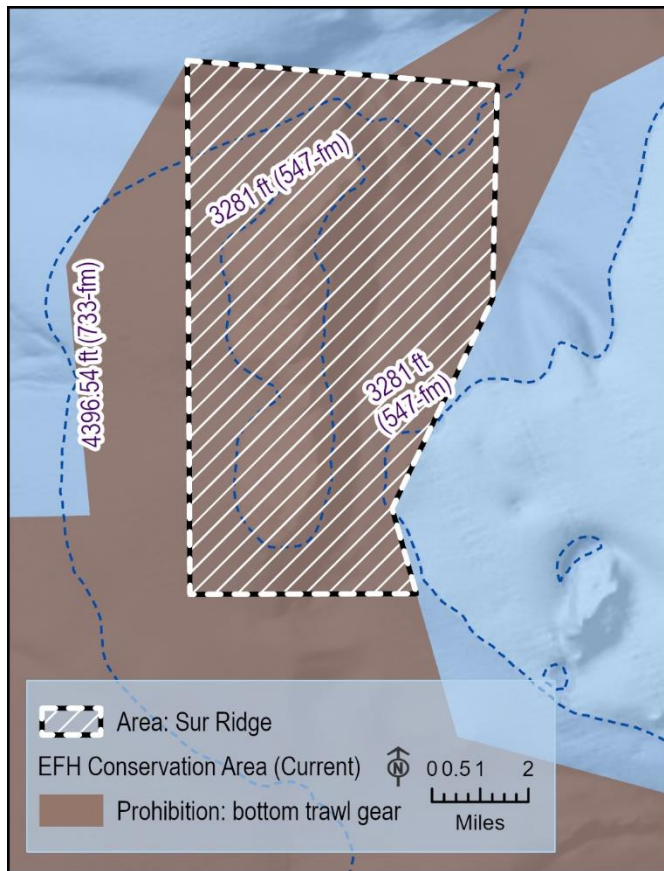 3281 ft (547-fm)
4396.54 ft (733-fm)
3281 ft
(547-fm)
Area: Sur Ridge
EFH Conservation Area (Current)
N
0 0.5 1 2
Miles
Prohibition: bottom trawl gear